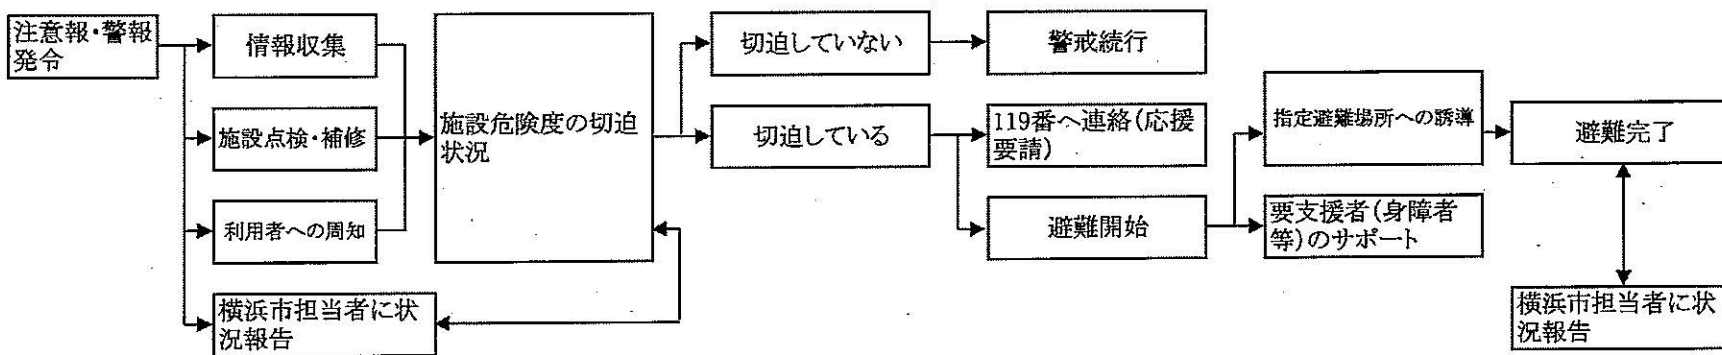 注意報・警報
発令
情報収集
施設点検・補修
利用者への周知
横浜市担当者に状
況報告
施設危険度の切迫
状況
切迫していない
切迫している
警戒続行
119番へ連絡(応援
要請)
避難開始
指定避難場所への誘導
要支援者(身障者
等)のサポート
避難完了
横浜市担当者に状
況報告